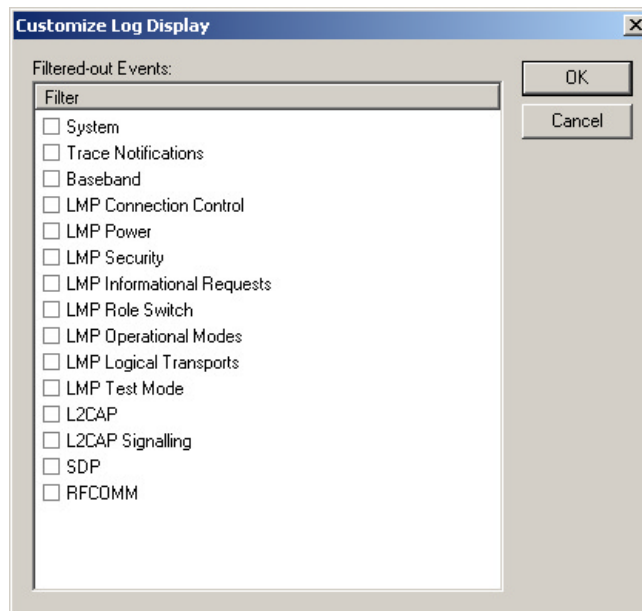 Customize Log Display
Filtered-out Events:
OK
Filter
Cancel
System
Trace Notifications
Baseband
LMP Connection Control
LMP Power
LMP Security
LMP Informational Requests
LMP Role Switch
LMP Operational Modes
LMP Logical Transports
LMP Test Mode
L2CAP
L2CAP Signalling
SDP
RFCOMM